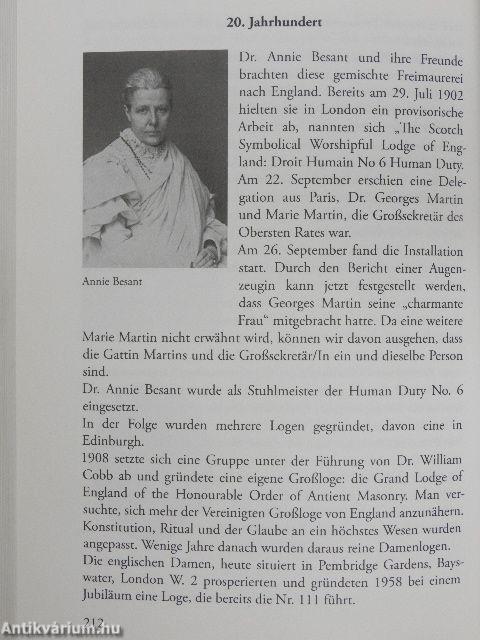 20. Jahrhundert
Dr. Annie Besant und ihre Freunde
brachten diese gemischte Freimaurerei
nach England. Bereits am 29. Juli 1902
hielten sie in London ein provisorische
Arbeit ab, nannten sich „The Scotch
Symbolical Worshipful Lodge of Eng-
land: Droit Humain No 6 Human Duty.
Am 22. September erschien eine Dele-
gation aus Paris, Dr. Georges Martin
und Marie Martin, die Großsekretär des
Obersten Rates war.
Am 26. September fand die Installation
statt. Durch den Bericht einer Augen-
zeugin kann jetzt festgestellt werden,
dass Georges Martin seine „charmante
Frau“ mitgebracht hatte. Da eine weitere
Annie Besant
Marie Martin nicht erwähnt wird, können wir davon ausgehen, dass
die Gattin Martins und die Großsekretär/In ein und dieselbe Person
sind.
Dr. Annie Besant wurde als Stuhlmeister der Human Duty No. 6
eingesetzt.
In der Folge wurden mehrere Logen gegründet, davon eine in
Edinburgh.
1908 setzte sich eine Gruppe unter der Führung von Dr. William
Cobb ab und gründete eine eigene Großloge: die Grand Lodge of
England of the Honourable Order of Antient Masonry. Man ver-
suchte, sich mehr der Vereinigten Großloge von England anzunähern.
Konstitution, Ritual und der Glaube an ein höchstes Wesen wurden
angepasst. Wenige Jahre danach wurden daraus reine Damenlogen.
Die englischen Damen, heute situiert in Pembridge Gardens, Bays-
water, London W. 2 prosperierten und gründeten 1958 bei einem
Jubiläum eine Loge, die bereits die Nr. 111 führt.
212
Antikvárium.hu